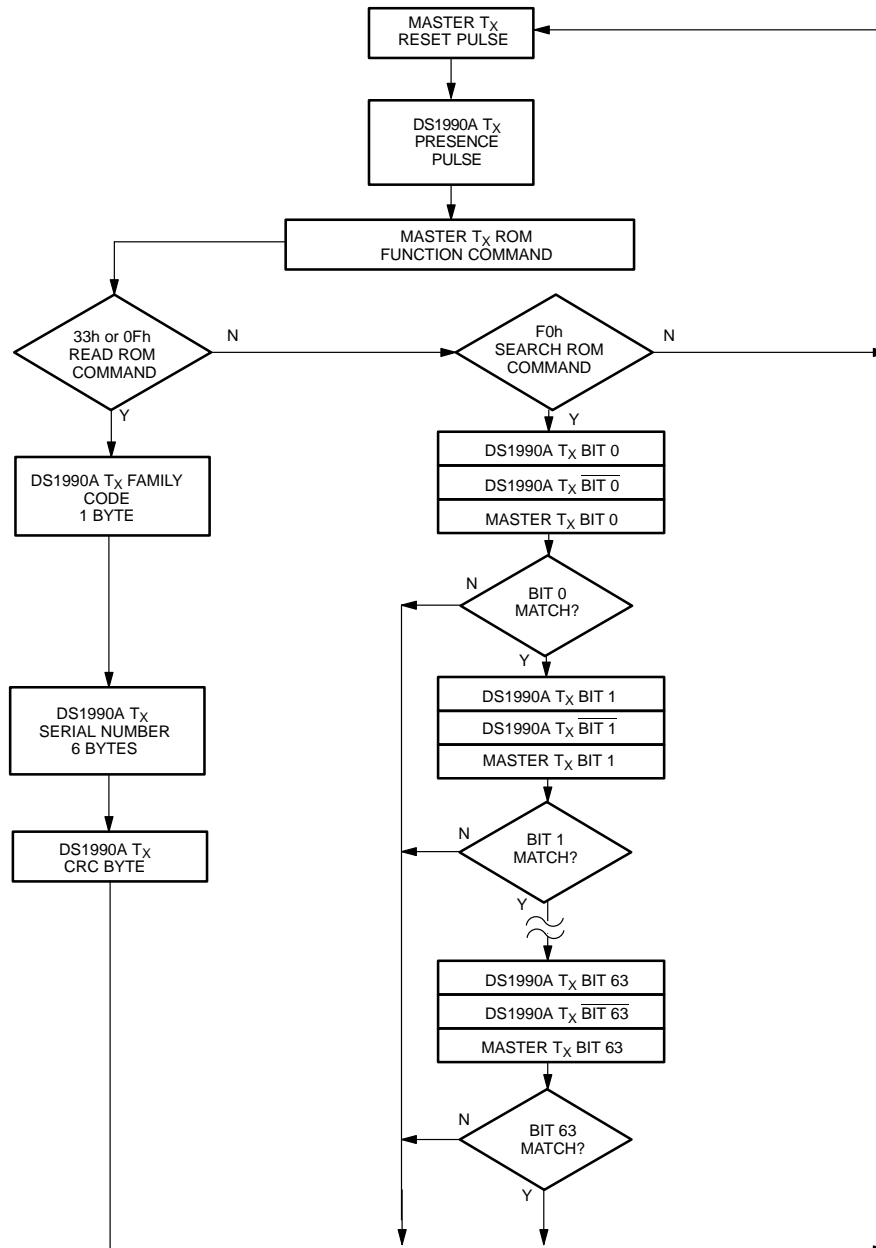 MASTER TX
RESET PULSE
DS1990A TX
PRESENCE
PULSE
MASTER TX ROM
FUNCTION COMMAND
33h or 0Fh
READ ROM
COMMAND
N
Y
F0h
SEARCH ROM
COMMAND
N
Y
DS1990A TX FAMILY
CODE
1 BYTE
DS1990A TX
SERIAL NUMBER
6 BYTES
DS1990A TX
CRC BYTE
DS1990A TX BIT 0
DS1990A TX BIT 0
MASTER TX BIT 0
BIT 0
MATCH?
N
Y
DS1990A TX BIT 1
DS1990A TX BIT 1
MASTER TX BIT 1
BIT 1
MATCH?
N
Y
DS1990A TX BIT 63
DS1990A TX BIT 63
MASTER TX BIT 63
BIT 63
MATCH?
N
Y